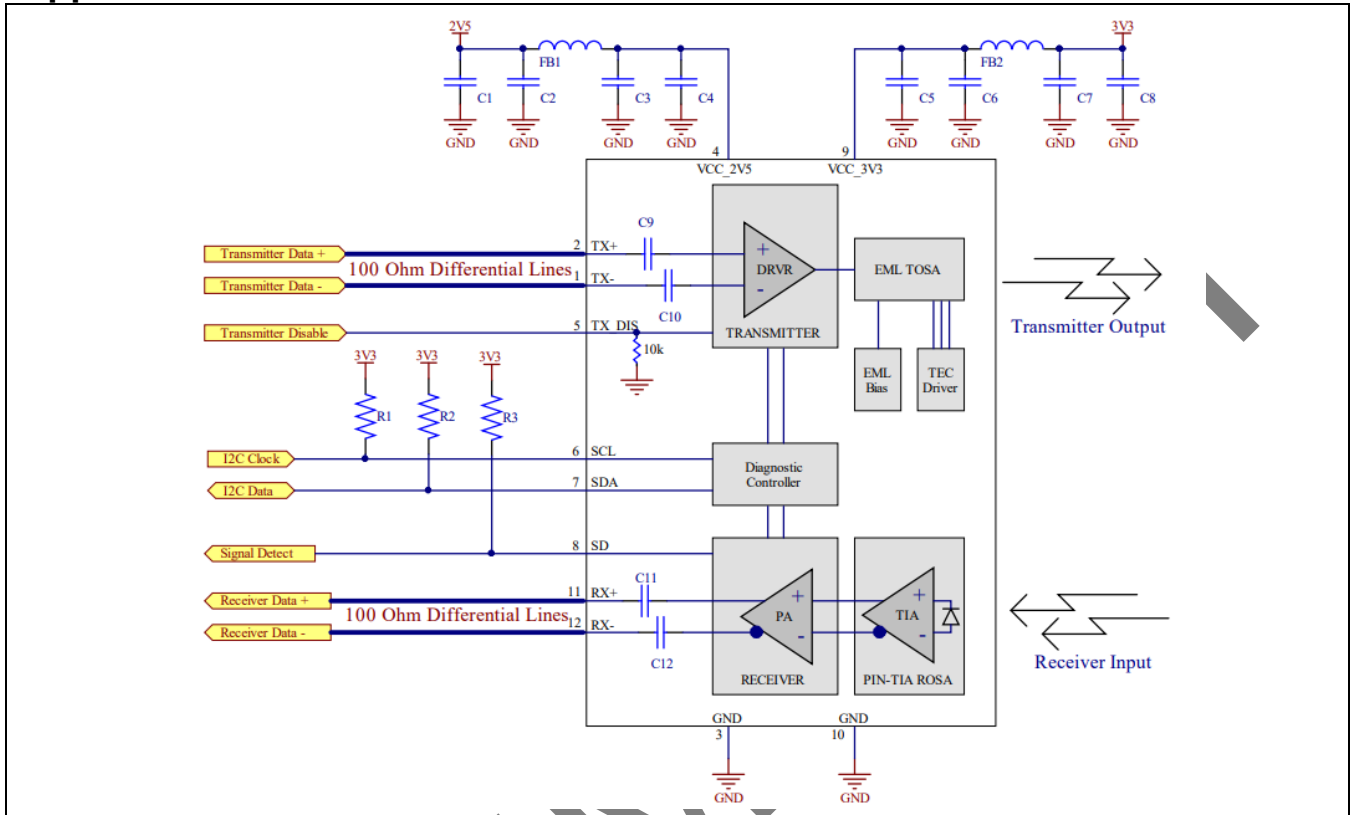 2V5
3V3
FB1
FB2
C1
C2
C3
C4
C5
C6
C7
C8
GND
GND
GND
GND
GND
GND
GND
GND
4
9
VCC_2V5
VCC_3V3
C9
Transmitter Data +
2
TX+
100 Ohm Differential Lines
+
DRVR
EML TOSA
Transmitter Data -
1
TX-
-
C10
Transmitter Output
Transmitter Disable
5
TX_DIS
TRANSMITTER
10k
3V3
3V3
3V3
EML
Bias
TEC
Driver
R1
R2
R3
I2C Clock
6
SCL
Diagnostic
Controller
I2C Data
7
SDA
Signal Detect
8
SD
C11
Receiver Data +
11
RX+
+
+
100 Ohm Differential Lines
PA
TIA
Receiver Data -
12
RX-
-
-
C12
Receiver Input
RECEIVER
PIN-TIA ROSA
GND
GND
3
10
GND
GND